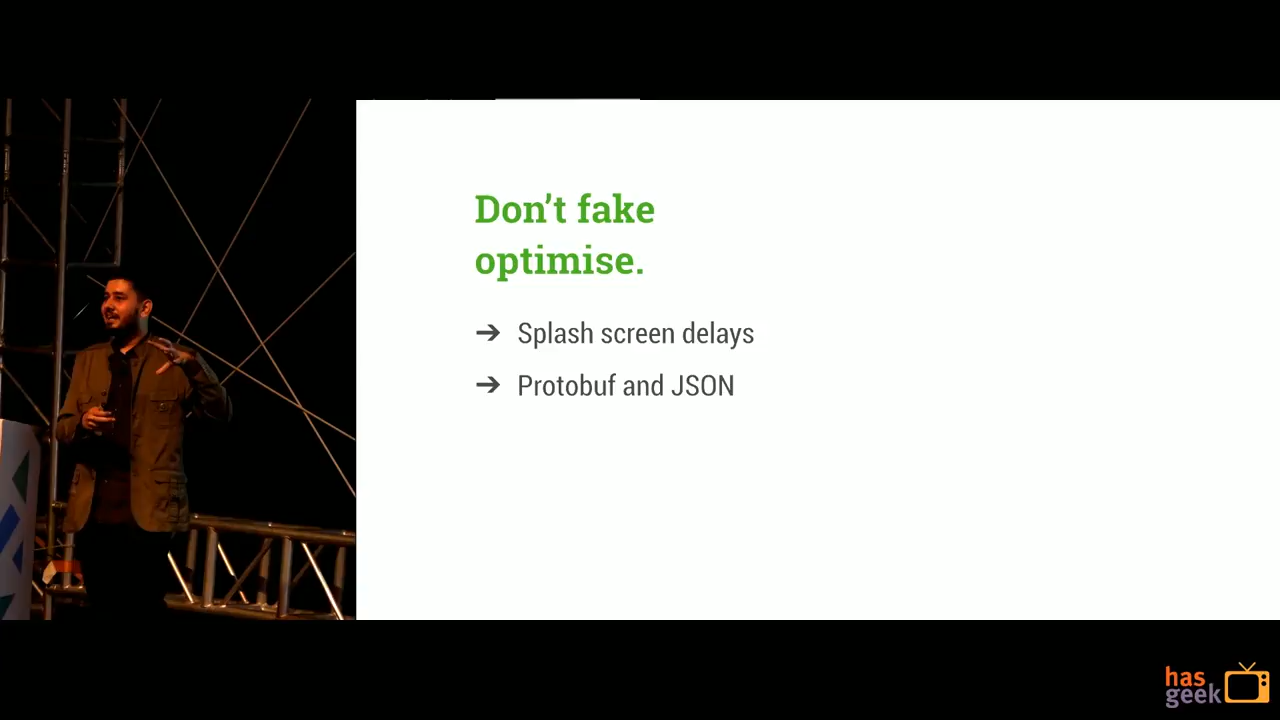 Don't fake
optimise.
➔ Splash screen delays
➔ Protobuf and JSON
has
geek